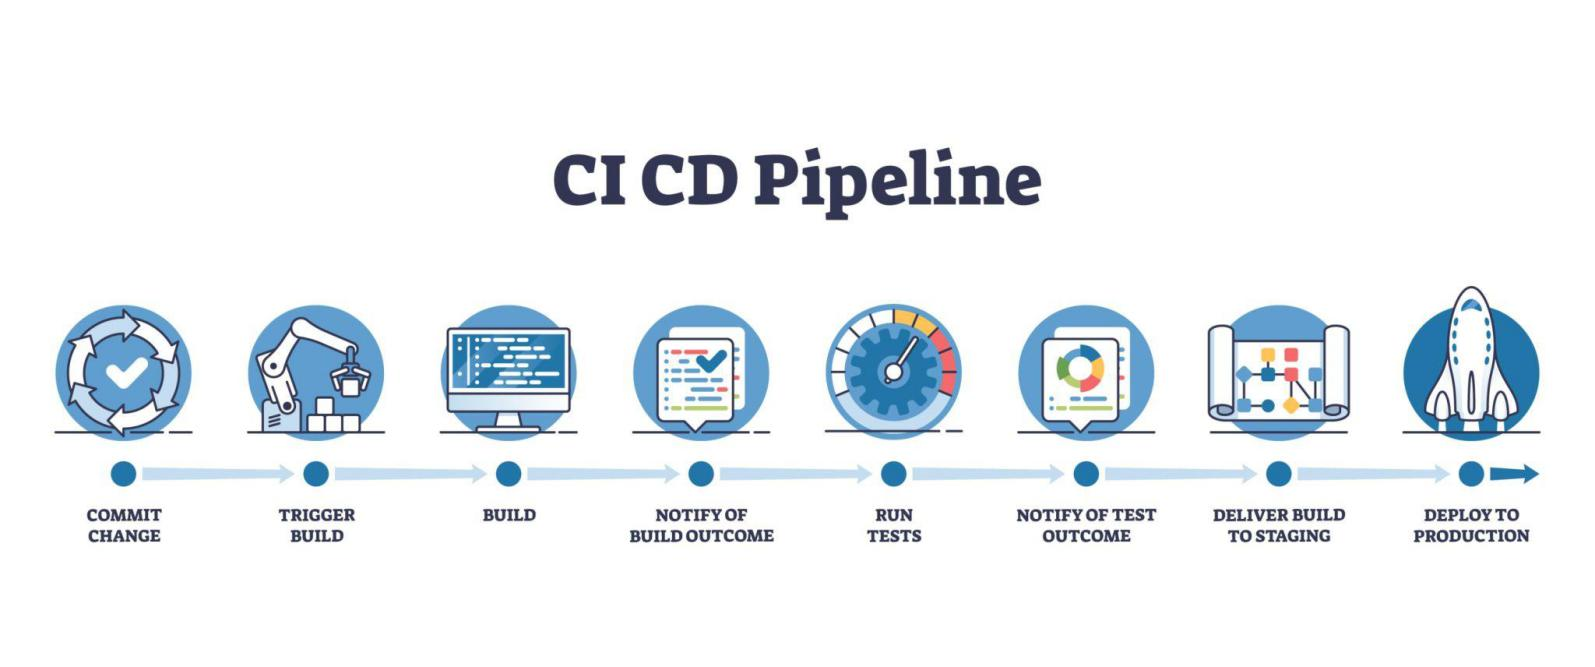 CI CD Pipeline
COMMIT
CHANGE
TRIGGER
BUILD
BUILD
NOTIFY OF
BUILD OUTCOME
RUN
TESTS
NOTIFY OF TEST
OUTCOME
DELIVER BUILD
TO STAGING
DEPLOY TO
PRODUCTION